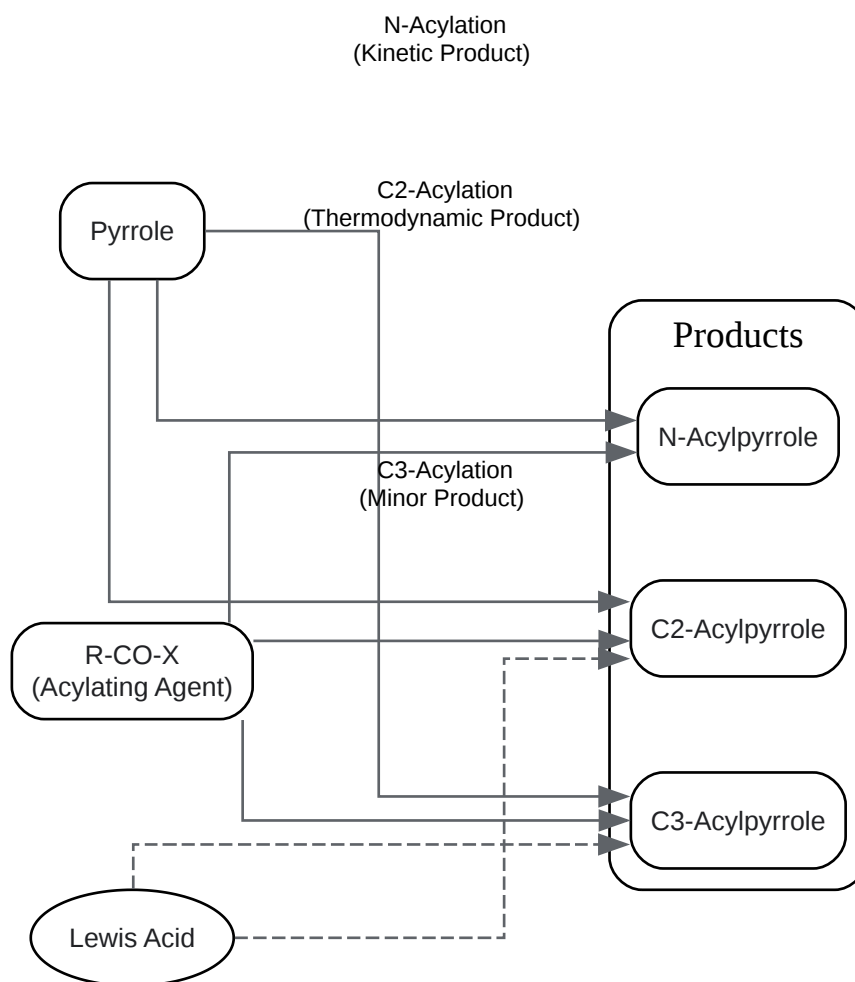 N-Acylation
(Kinetic Product)
C2-Acylation
(Thermodynamic Product)
Pyrrole
Products
N-Acylpyrrole
C3-Acylation
(Minor Product)
C2-Acylpyrrole
R-CO-X
(Acylating Agent)
C3-Acylpyrrole
Lewis Acid